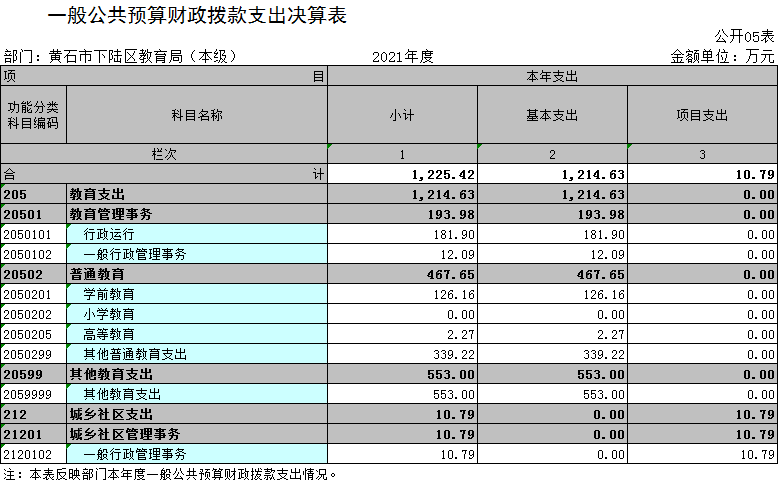 一般公共预算财政拨款支出决算表
公开05表
部门：黄石市下陆区教育局（本级） 2021年度 金额单位：万元
项 目 本年支出
功能分类科目编码 科目名称 小计 基本支出 项目支出
栏次 1 2 3
合 计 1,225.42 1,214.63 10.79
205 教育支出 1,214.63 1,214.63 0.00
20501 教育管理事务 193.98 193.98 0.00
2050101 行政运行 181.90 181.90 0.00
2050102 一般行政管理事务 12.09 12.09 0.00
20502 普通教育 467.65 467.65 0.00
2050201 学前教育 126.16 126.16 0.00
2050202 小学教育 0.00 0.00 0.00
2050205 高等教育 2.27 2.27 0.00
2050299 其他普通教育支出 339.22 339.22 0.00
20599 其他教育支出 553.00 553.00 0.00
2059999 其他教育支出 553.00 553.00 0.00
212 城乡社区支出 10.79 0.00 10.79
21201 城乡社区管理事务 10.79 0.00 10.79
2120102 一般行政管理事务 10.79 0.00 10.79
注：本表反映部门本年度一般公共预算财政拨款支出情况。